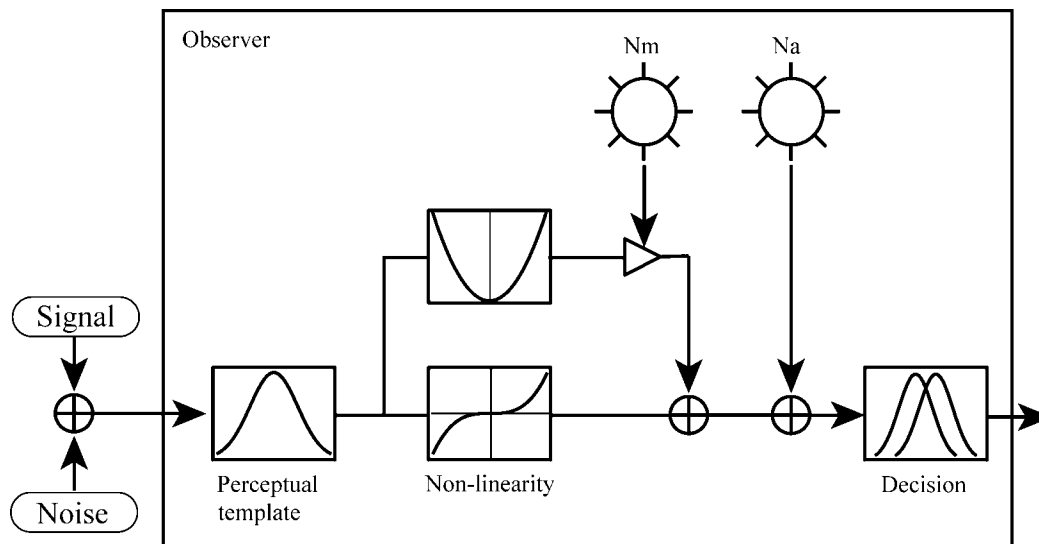 Observer
Nm
Na
Signal
Noise
Perceptual
template
Non-linearity
Decision